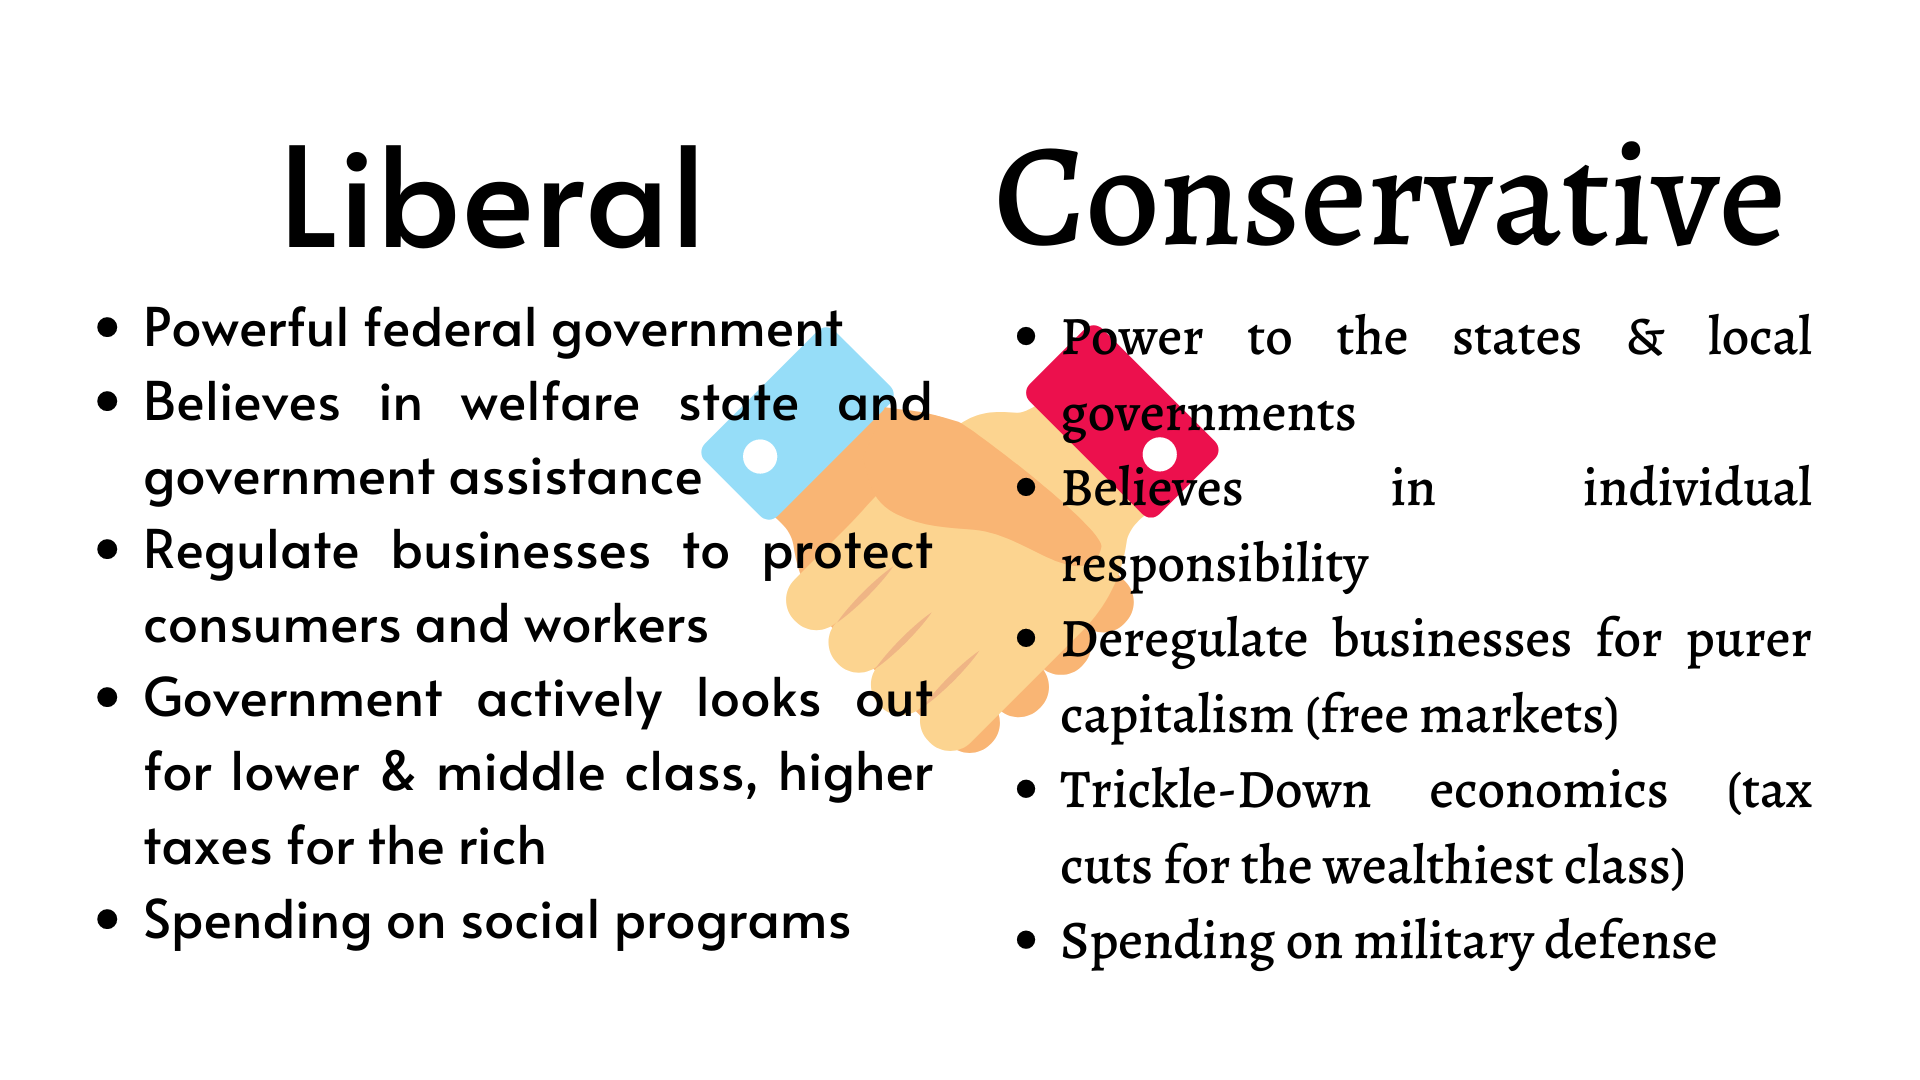 Liberal
• Powerful federal government
• Believes in welfare state and
government assistance
• Regulate businesses to protect
consumers and workers
• Government actively looks out
for lower & middle class, higher
taxes for the rich
• Spending on social programs
Conservative
• Power to the states & local
governments
• Believes in individual
responsibility
• Deregulate businesses for purer
capitalism (free markets)
• Trickle-Down economics (tax
cuts for the wealthiest class)
• Spending on military defense